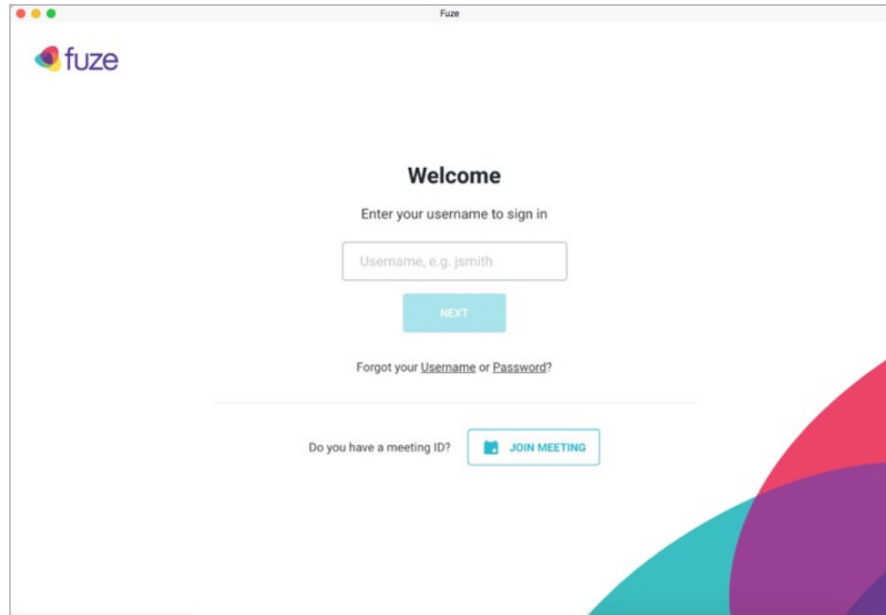 Fuze
fuze
Welcome
Enter your username to sign in
Username, e.g. jsmith
NEXT
Forgot your Username or Password?
Do you have a meeting ID? JOIN MEETING